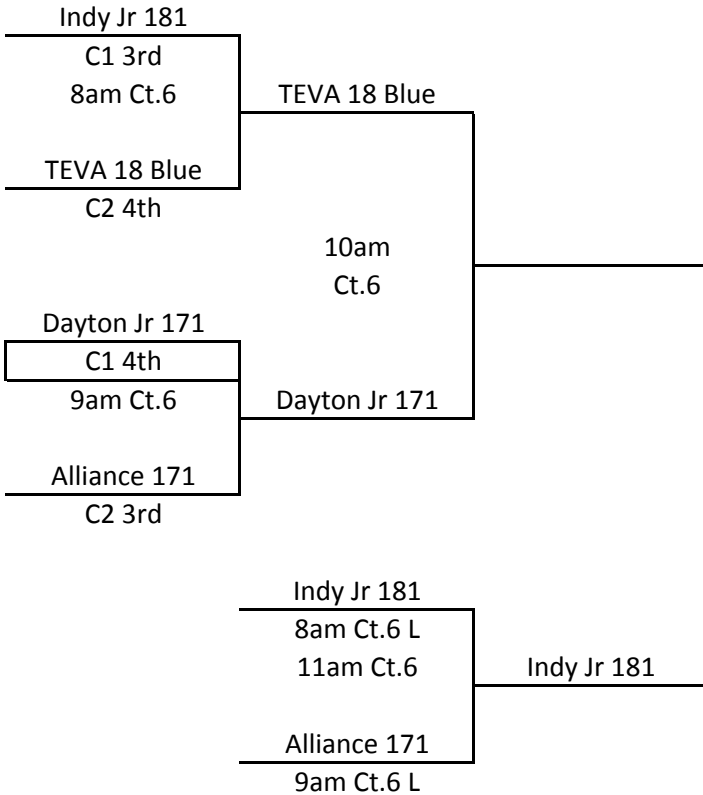 Indy Jr 181
C1 3rd
8am Ct.6
TEVA 18 Blue
TEVA 18 Blue
C2 4th
10am
Ct.6
Dayton Jr 171
C1 4th
9am Ct.6
Dayton Jr 171
Alliance 171
C2 3rd
Indy Jr 181
8am Ct.6 L
11am Ct.6
Indy Jr 181
Alliance 171
9am Ct.6 L